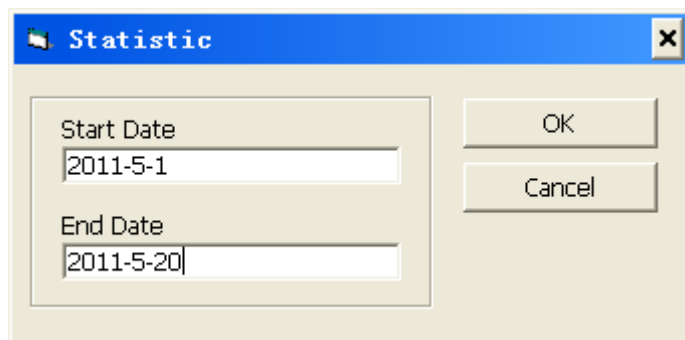 Statistic
Start Date
2011-5-1
End Date
2011-5-20
OK
Cancel